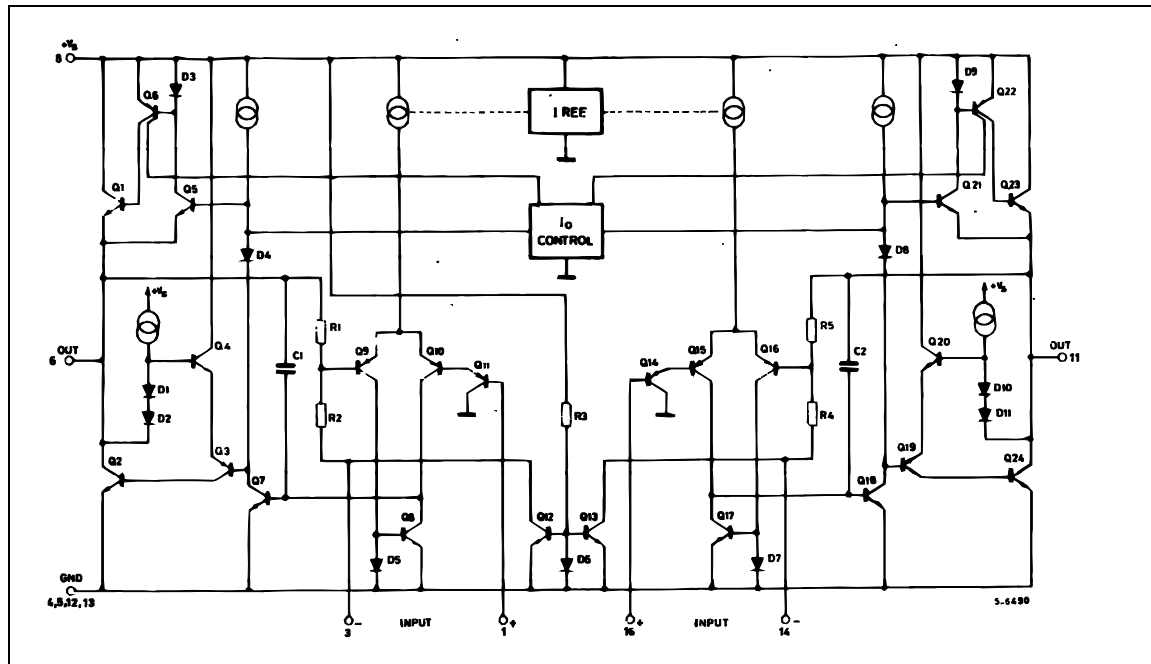 +Vs
8
D3
D9
Q6
Q22
I REE
Q1
Q5
Q21
Q23
Io
CONTROL
D4
D8
+Vs
+Vs
R1
R5
Q4
Q9
Q10
Q15
Q16
Q20
OUT
6
C1
Q11
Q14
C2
OUT
11
D1
D10
D2
R2
R3
R4
D11
Q3
Q19
Q2
Q7
Q18
Q24
Q8
Q12
Q13
Q17
D5
D6
D7
GND
4,5,12,13
5-6490
3 - INPUT 1 + 16 + INPUT 14 -